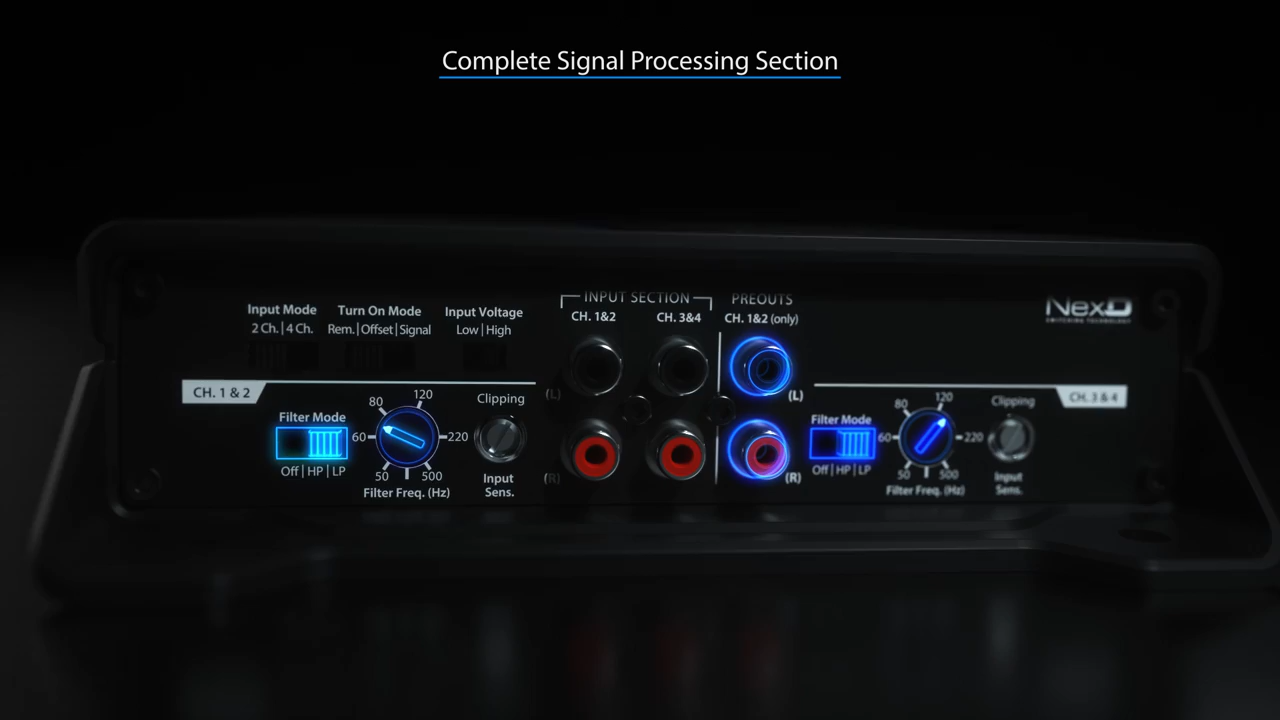 Complete Signal Processing Section
Input Mode
2 Ch. | 4 Ch.
Turn On Mode
Rem. | Offset | Signal
Input Voltage
Low | High
INPUT SECTION
CH. 1&2
CH. 3&4
PREOUTS
CH. 1&2 (only)
NexD
SWITCHING TECHNOLOGY
(L)
(R)
(L)
(R)
CH. 1 & 2
Filter Mode
Off | HP | LP
50
60
80
120
220
500
Filter Freq. (Hz)
Clipping
Input
Sens.
CH. 3 & 4
Filter Mode
Off | HP | LP
50
60
80
120
220
500
Filter Freq. (Hz)
Clipping
Input
Sens.